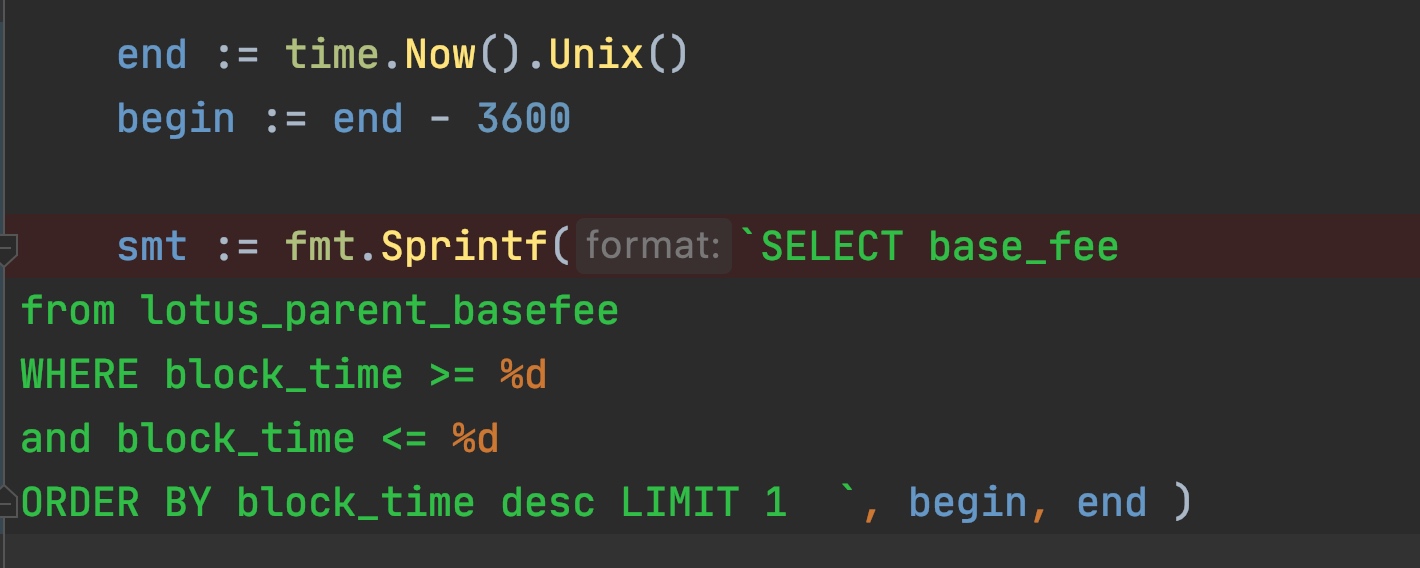 end := time.Now().Unix()
begin := end - 3600
smt := fmt.Sprintf( format: `SELECT base_fee
from lotus_parent_basefee
WHERE block_time >= %d
and block_time <= %d
ORDER BY block_time desc LIMIT 1  `, begin, end )